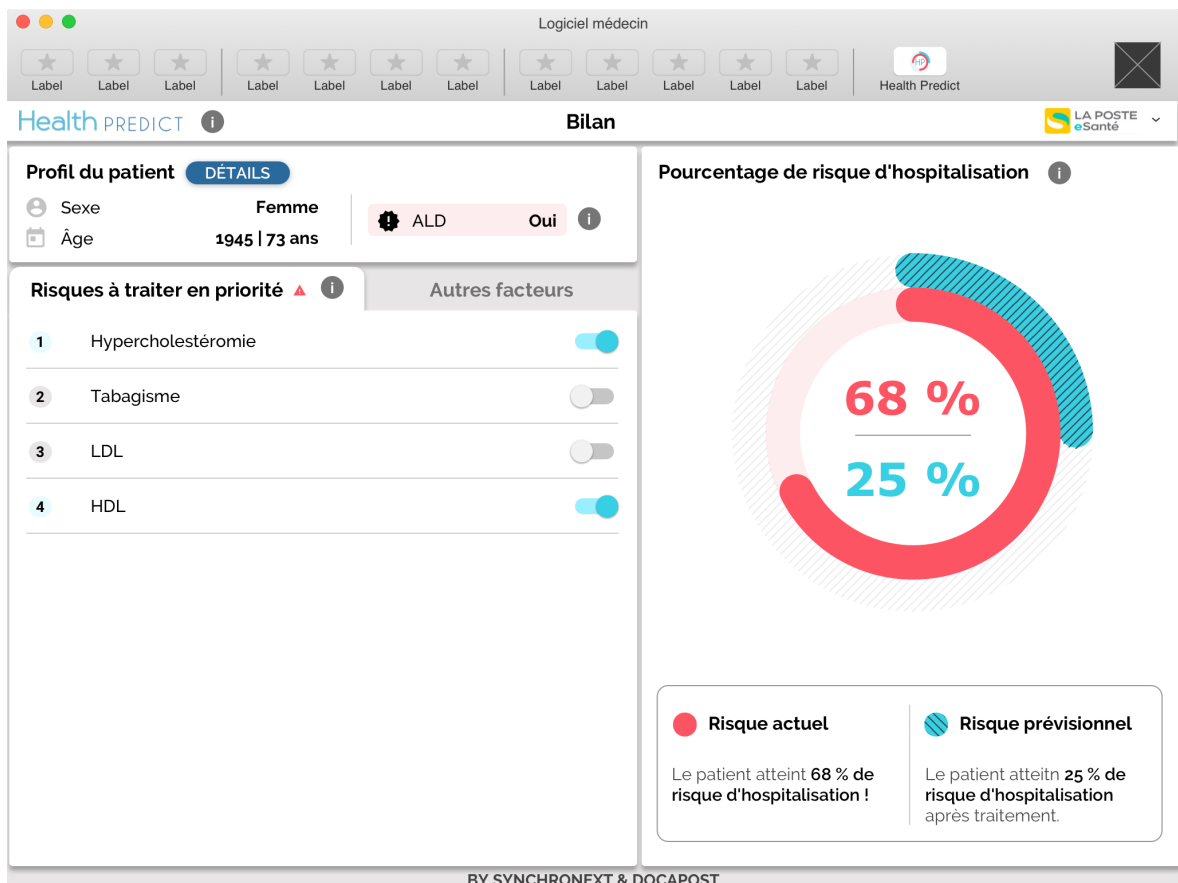 Logiciel médecin
Label Label Label Label Label Label Label Label Label Label Label Label Health Predict
HP
Health PREDICT i
Bilan
LA POSTE
eSanté
Profil du patient DÉTAILS
Sexe Femme
Âge 1945 | 73 ans
ALD Oui i
Risques à traiter en priorité i
Autres facteurs
1 Hypercholestéromie
2 Tabagisme
3 LDL
4 HDL
Pourcentage de risque d'hospitalisation i
68 %
25 %
Risque actuel
Le patient atteint 68 % de
risque d'hospitalisation !
Risque prévisionnel
Le patient atteitn 25 % de
risque d'hospitalisation
après traitement.
BY SYNCHRONEXT & DOCAPOST